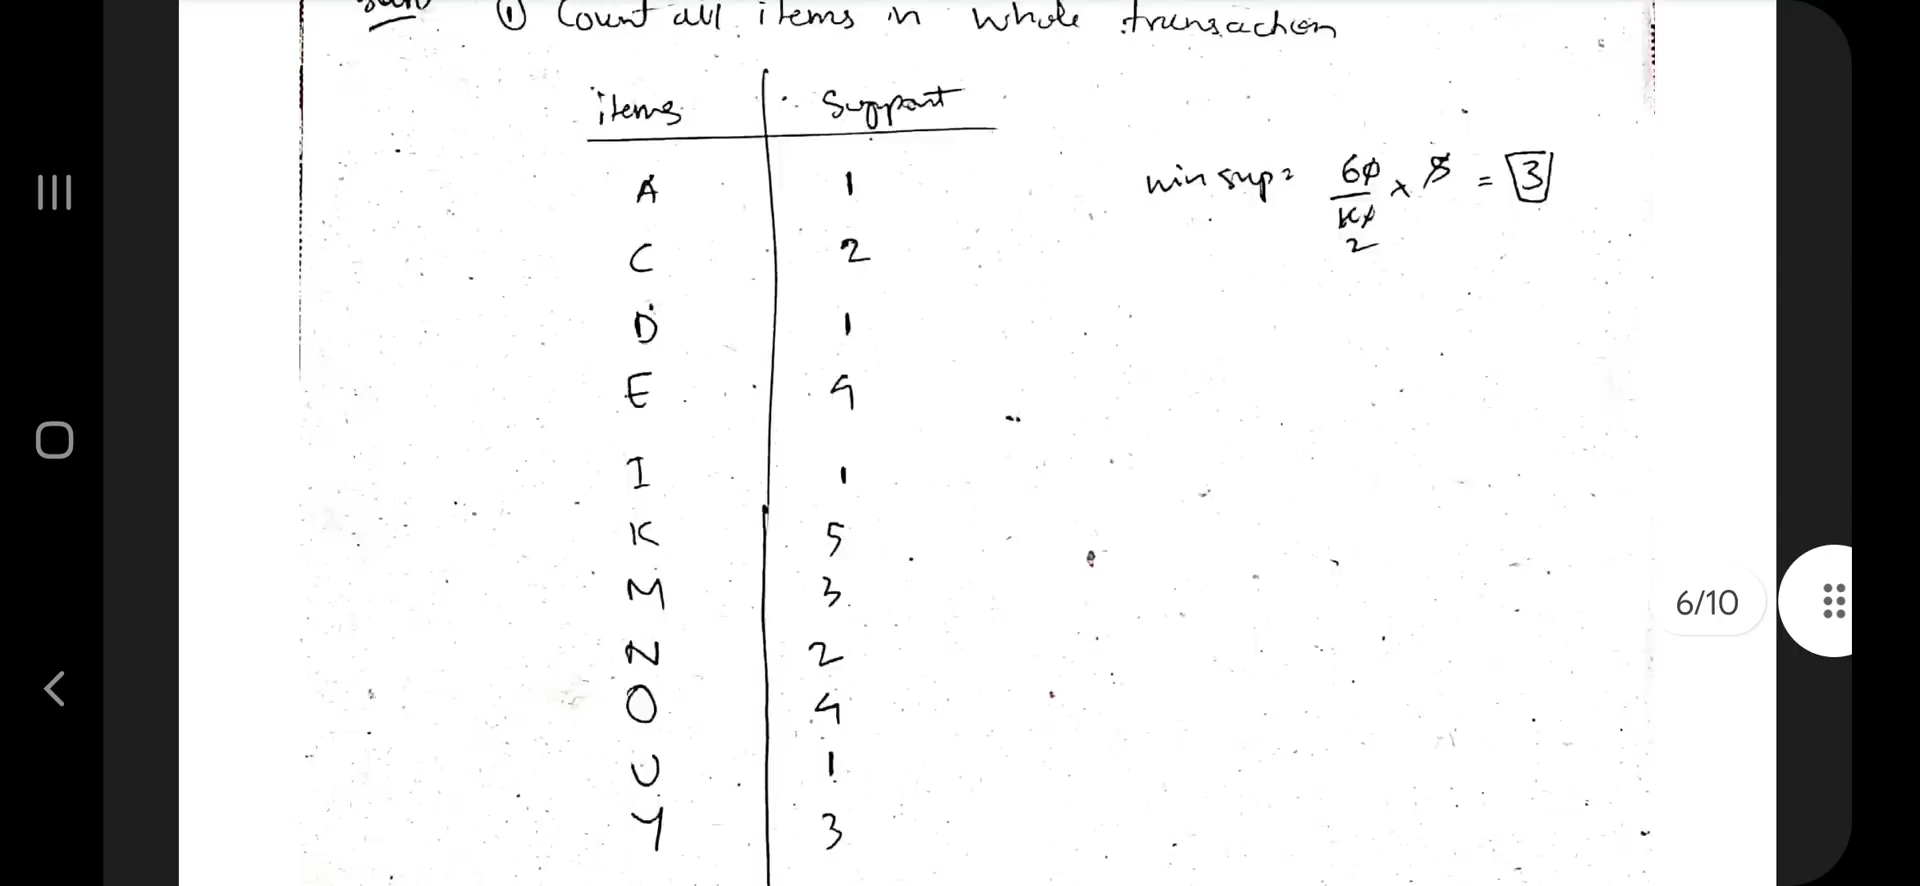 ① Count all items in whole transaction
items Support
A 1
C 2
D 1
E 4
I 1
K 5
M 3
N 2
O 4
U 1
Y 3
min sup = 60 × 5 = 3
2
6/10